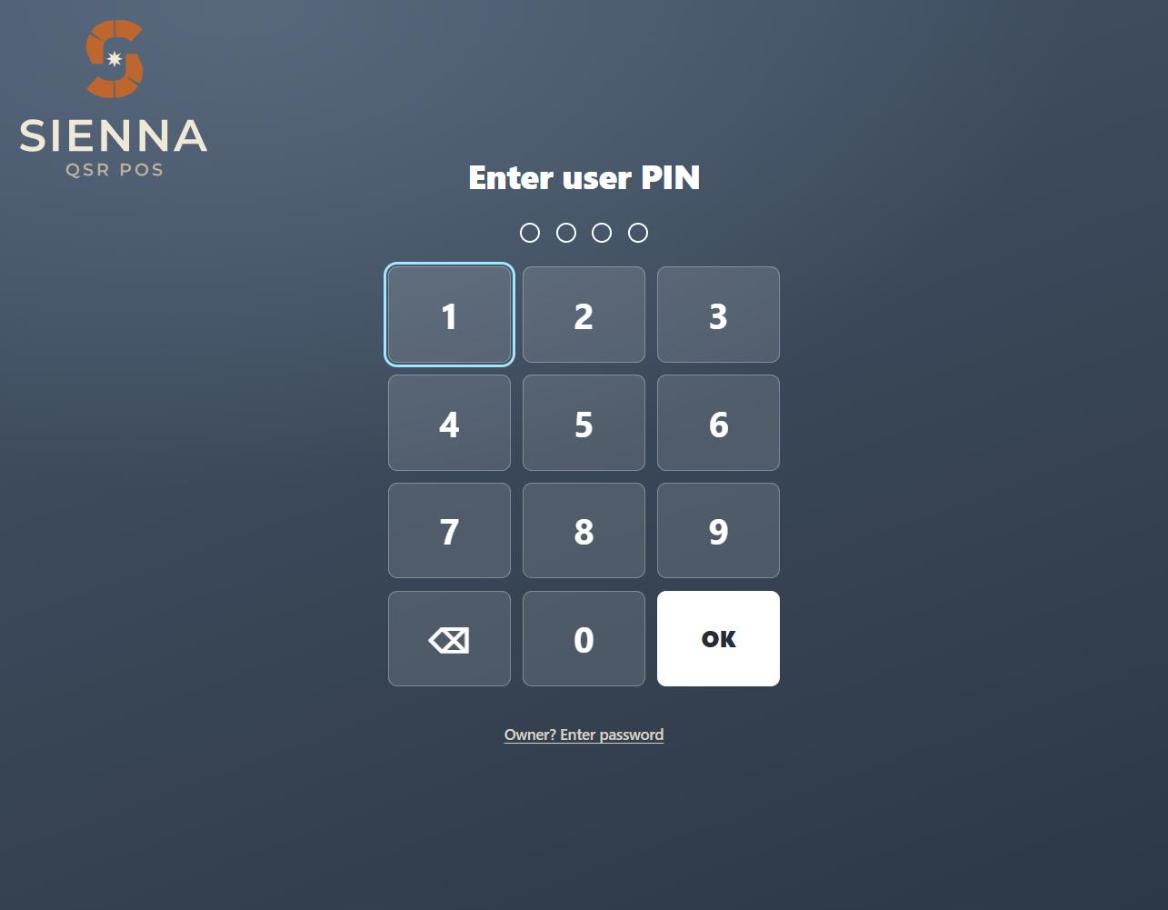 SIENNA
QSR POS
Enter user PIN
1 2 3
4 5 6
7 8 9
⌫ 0 OK
Owner? Enter password